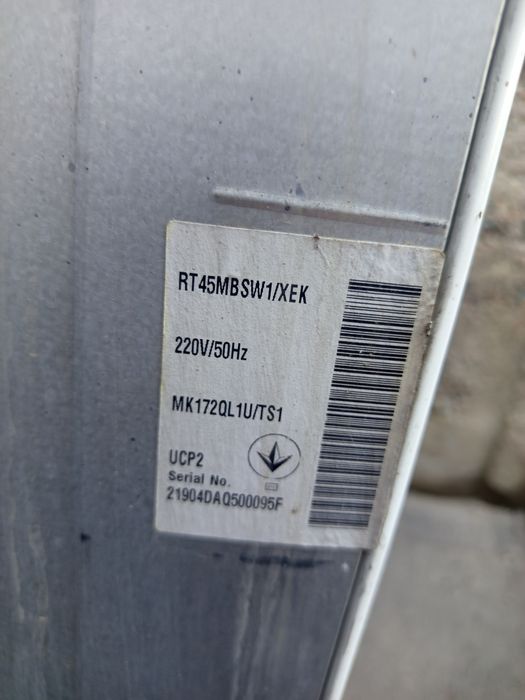 RT45MBSW1/XEK
220V/50Hz
MK172QL1U/TS1
UCP2
Serial No.
21904DAQ500095F